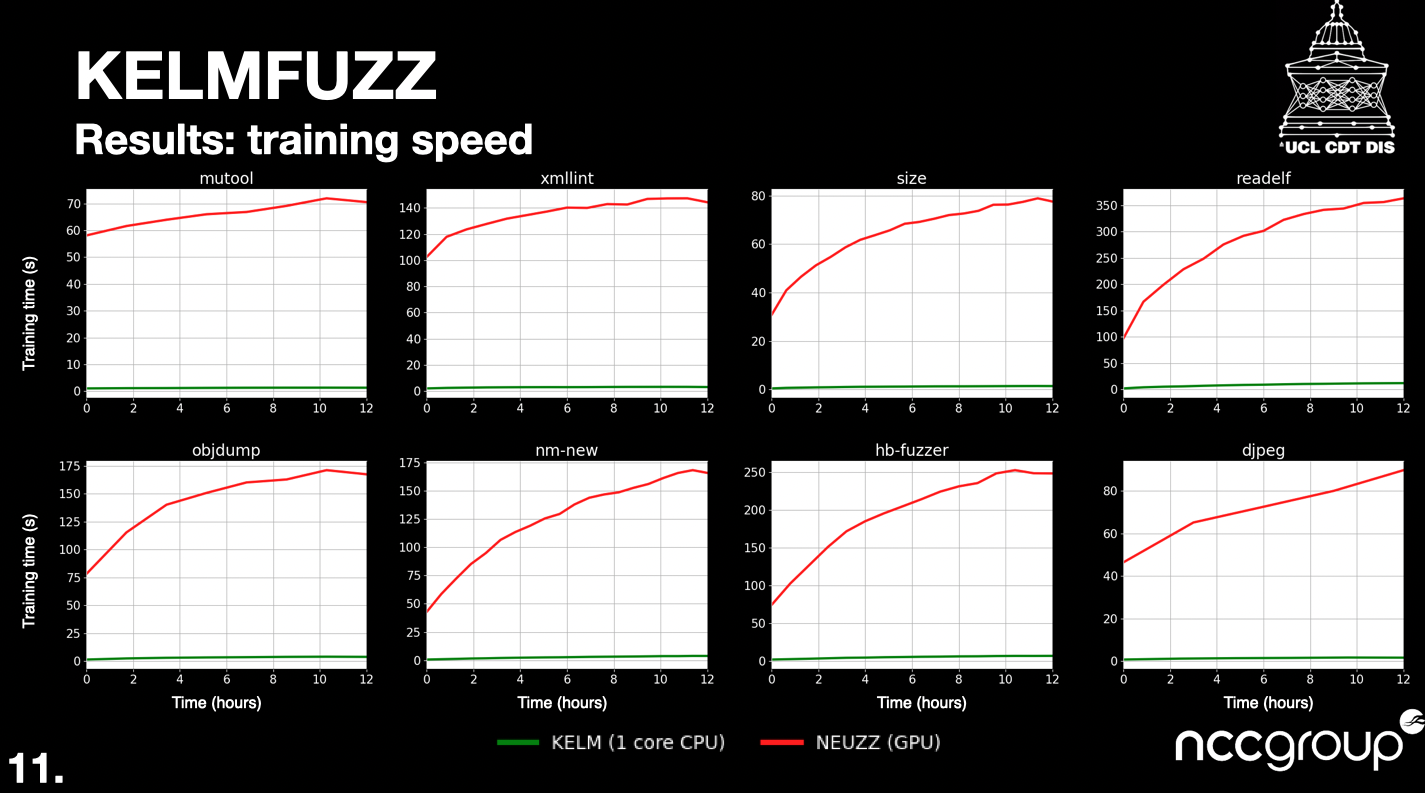 KELMFUZZ
Results: training speed
UCL CDT DIS
mutool
xmllint
size
readelf
Training time (s)
70
60
50
40
30
20
10
0
0 2 4 6 8 10 12
140
120
100
80
60
40
20
0
0 2 4 6 8 10 12
80
60
40
20
0
0 2 4 6 8 10 12
350
300
250
200
150
100
50
0
0 2 4 6 8 10 12
objdump
nm-new
hb-fuzzer
djpeg
Training time (s)
175
150
125
100
75
50
25
0
0 2 4 6 8 10 12
Time (hours)
175
150
125
100
75
50
25
0
0 2 4 6 8 10 12
Time (hours)
250
200
150
100
50
0
0 2 4 6 8 10 12
Time (hours)
80
60
40
20
0
0 2 4 6 8 10 12
Time (hours)
KELM (1 core CPU)
NEUZZ (GPU)
nccgroup
11.